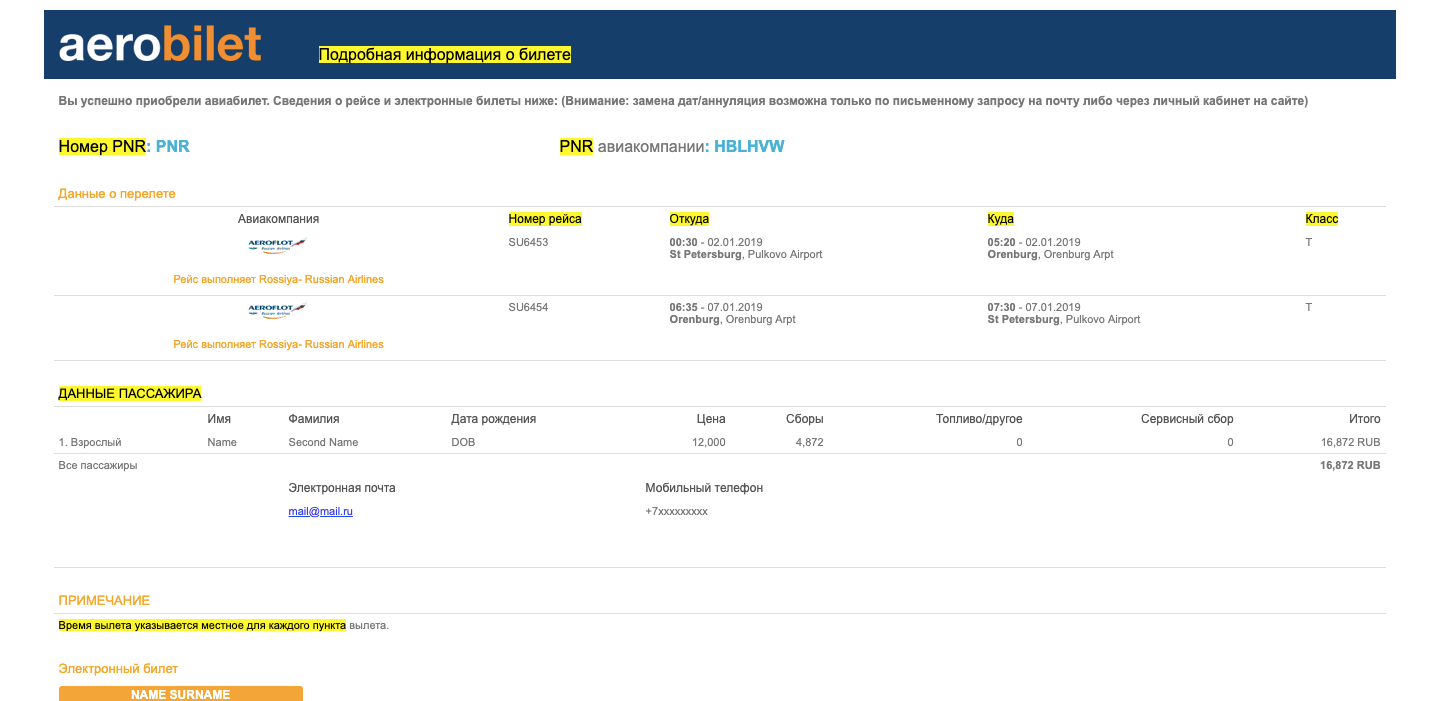 aerobilet
Подробная информация о билете
Вы успешно приобрели авиабилет. Сведения о рейсе и электронные билеты ниже: (Внимание: замена дат/аннуляция возможна только по письменному запросу на почту либо через личный кабинет на сайте)
Номер PNR: PNR PNR авиакомпании: HBLHVW
Данные о перелете
Авиакомпания Номер рейса Откуда Куда Класс
AEROFLOT SU6453 00:30 - 02.01.2019 05:20 - 02.01.2019 T
Russian Airlines St Petersburg, Pulkovo Airport Orenburg, Orenburg Arpt
Рейс выполняет Rossiya- Russian Airlines
AEROFLOT SU6454 06:35 - 07.01.2019 07:30 - 07.01.2019 T
Russian Airlines Orenburg, Orenburg Arpt St Petersburg, Pulkovo Airport
Рейс выполняет Rossiya- Russian Airlines
ДАННЫЕ ПАССАЖИРА
Имя Фамилия Дата рождения Цена Сборы Топливо/другое Сервисный сбор Итого
1. Взрослый Name Second Name DOB 12,000 4,872 0 0 16,872 RUB
Все пассажиры 16,872 RUB
Электронная почта Мобильный телефон
mail@mail.ru +7xxxxxxxxx
ПРИМЕЧАНИЕ
Время вылета указывается местное для каждого пункта вылета.
Электронный билет
NAME SURNAME